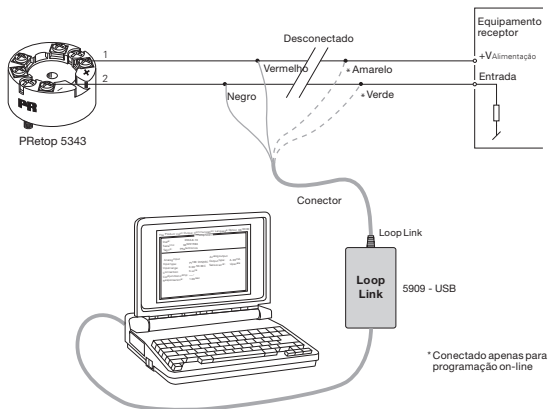 Equipamento
receptor
Desconectado
1
+VAlimentação
Vermelho
* Amarelo
Entrada
2
Negro
* Verde
PR
PRetop 5343
Conector
Loop Link
Loop
Link
5909 - USB
* Conectado apenas para
programação on-line